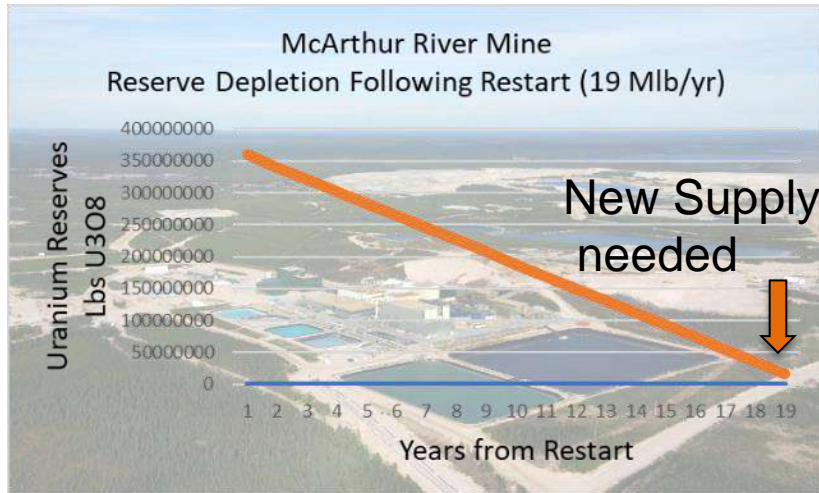 McArthur River Mine
Reserve Depletion Following Restart (19 Mlb/yr)
Uranium Reserves
Lbs U3O8
400000000
350000000
300000000
250000000
200000000
150000000
100000000
50000000
0
New Supply
needed
1 2 3 4 5 6 7 8 9 10 11 12 13 14 15 16 17 18 19
Years from Restart